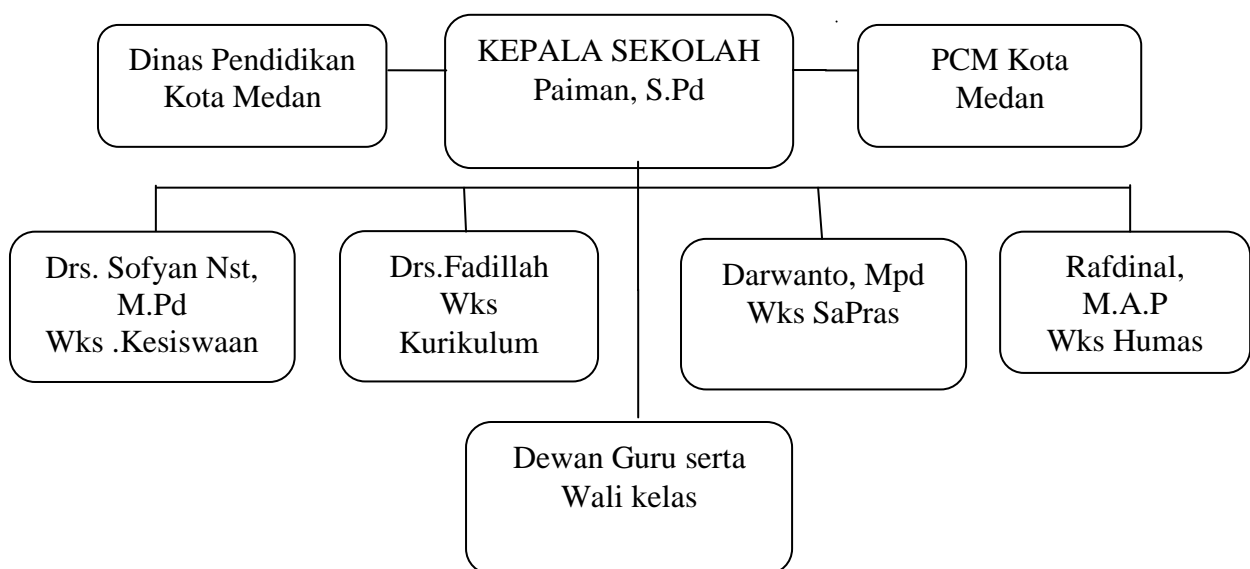 Dinas Pendidikan
Kota Medan
KEPALA SEKOLAH
Paiman, S.Pd
PCM Kota
Medan
Drs. Sofyan Nst,
M.Pd
Wks .Kesiswaan
Drs.Fadillah
Wks
Kurikulum
Darwanto, Mpd
Wks SaPras
Rafdinal,
M.A.P
Wks Humas
Dewan Guru serta
Wali kelas